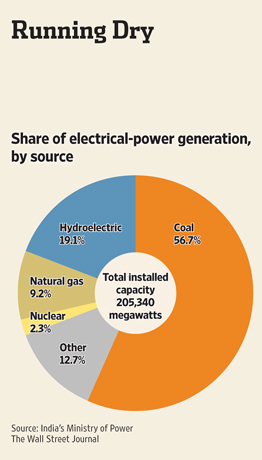 Running Dry
Share of electrical-power generation,
by source
Hydroelectric
19.1%
Coal
56.7%
Natural gas
9.2%
Total installed
capacity
205,340
megawatts
Nuclear
2.3%
Other
12.7%
Source: India's Ministry of Power
The Wall Street Journal